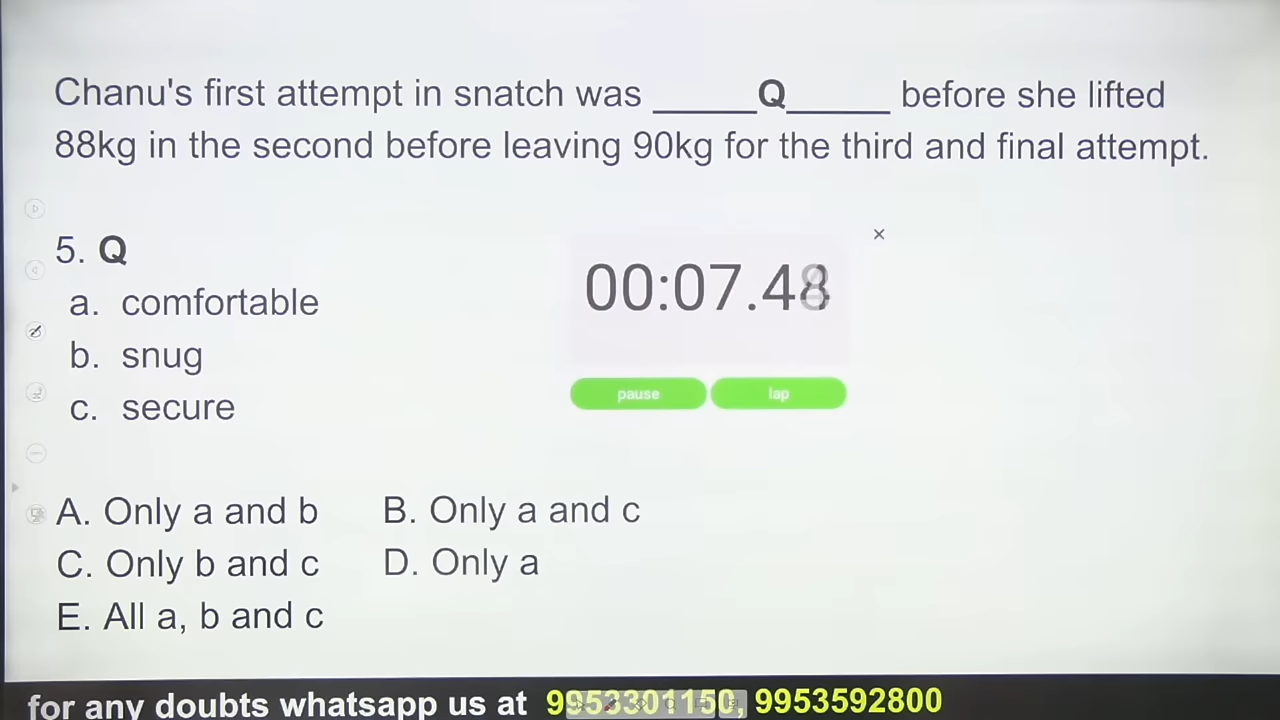 Chanu's first attempt in snatch was _____Q_____ before she lifted
88kg in the second before leaving 90kg for the third and final attempt.
5. Q
a. comfortable
b. snug
c. secure
×
00:07.48
pause lap
A. Only a and b B. Only a and c
C. Only b and c D. Only a
E. All a, b and c
for any doubts whatsapp us at 9953301150, 9953592800